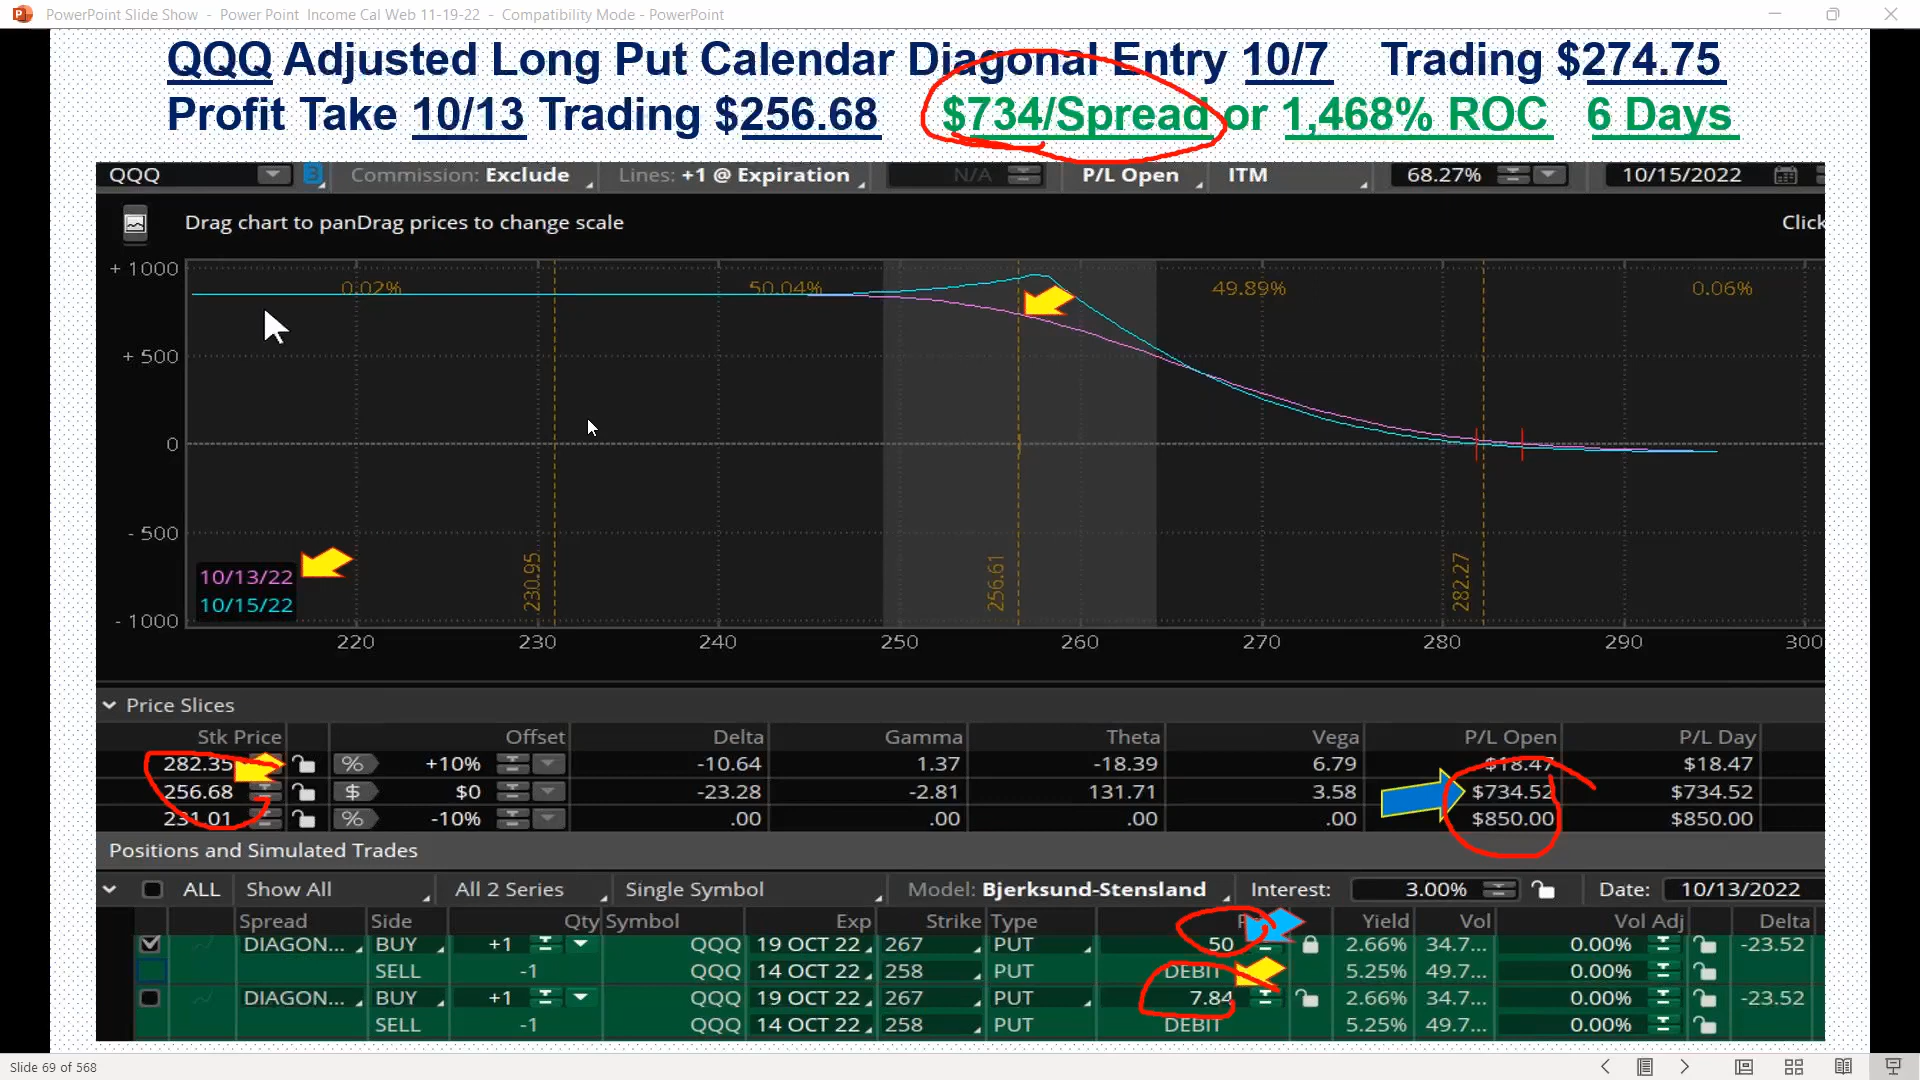 PowerPoint Slide Show - Power Point Income Cal Web 11-19-22 - Compatibility Mode - PowerPoint
QQQ Adjusted Long Put Calendar Diagonal Entry 10/7 Trading $274.75
Profit Take 10/13 Trading $256.68 $734/Spread or 1,468% ROC 6 Days
QQQ 3 Commission: Exclude Lines: +1 @ Expiration N/A P/L Open ITM 68.27% 10/15/2022
Drag chart to panDrag prices to change scale Click
+ 1000 0.02% 50.04% 49.89% 0.06%
+ 500
0
- 500
230.95 256.61 282.27
10/13/22
10/15/22
- 1000
220 230 240 250 260 270 280 290 300
Price Slices
Stk Price Offset Delta Gamma Theta Vega P/L Open P/L Day
282.35 % +10% -10.64 1.37 -18.39 6.79 $18.47 $18.47
256.68 $ $0 -23.28 -2.81 131.71 3.58 $734.52 $734.52
231.01 % -10% .00 .00 .00 .00 $850.00 $850.00
Positions and Simulated Trades
ALL Show All All 2 Series Single Symbol Model: Bjerksund-Stensland Interest: 3.00% Date: 10/13/2022
Spread Side Qty Symbol Exp Strike Type Yield Vol Vol Adj Delta
DIAGON... BUY +1 QQQ 19 OCT 22 267 PUT 50 2.66% 34.7... 0.00% -23.52
SELL -1 QQQ 14 OCT 22 258 PUT DEBIT 5.25% 49.7... 0.00%
DIAGON... BUY +1 QQQ 19 OCT 22 267 PUT 7.84 2.66% 34.7... 0.00% -23.52
SELL -1 QQQ 14 OCT 22 258 PUT DEBIT 5.25% 49.7... 0.00%
Slide 69 of 568